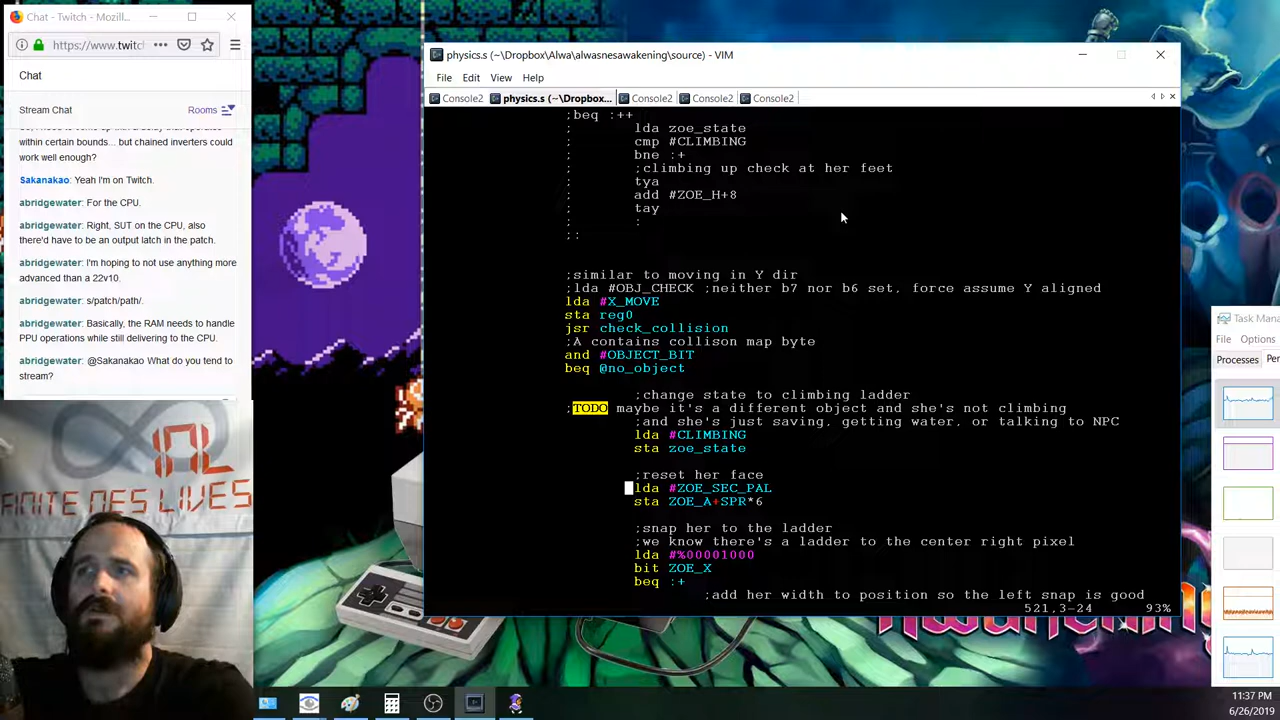 Chat - Twitch - Mozill...
https://www.twitc
Chat
Stream Chat
Rooms
within certain bounds... but chained inverters could
work well enough?
Sakanakao: Yeah I'm on Twitch.
abridgewater: For the CPU.
abridgewater: Right, SUT on the CPU, also
there'd have to be an output latch in the patch.
abridgewater: I'm hoping to not use anything more
advanced than a 22v10.
abridgewater: s/patch/path/.
abridgewater: Basically, the RAM needs to handle
PPU operations while still delivering to the CPU.
abridgewater: @Sakanakao What do you tend to
stream?
physics.s (~\Dropbox\Alwa\alwasnesawakening\source) - VIM
File Edit View Help
Console2 physics.s (~\Dropbox... Console2 Console2 Console2
;beq :++
; lda zoe_state
; cmp #CLIMBING
; bne :+
; ;climbing up check at her feet
; tya
; add #ZOE_H+8
; tay
; :
;:
;similar to moving in Y dir
;lda #OBJ_CHECK ;neither b7 nor b6 set, force assume Y aligned
lda #X_MOVE
sta reg0
jsr check_collision
;A contains collison map byte
and #OBJECT_BIT
beq @no_object
;change state to climbing ladder
;TODO maybe it's a different object and she's not climbing
;and she's just saving, getting water, or talking to NPC
lda #CLIMBING
sta zoe_state
;reset her face
lda #ZOE_SEC_PAL
sta ZOE_A+SPR*6
;snap her to the ladder
;we know there's a ladder to the center right pixel
lda #%00001000
bit ZOE_X
beq :+
;add her width to position so the left snap is good
521,3-24 93%
Task Mana
File Options
Processes Per
INITE DES LIVES
11:37 PM
6/26/2019